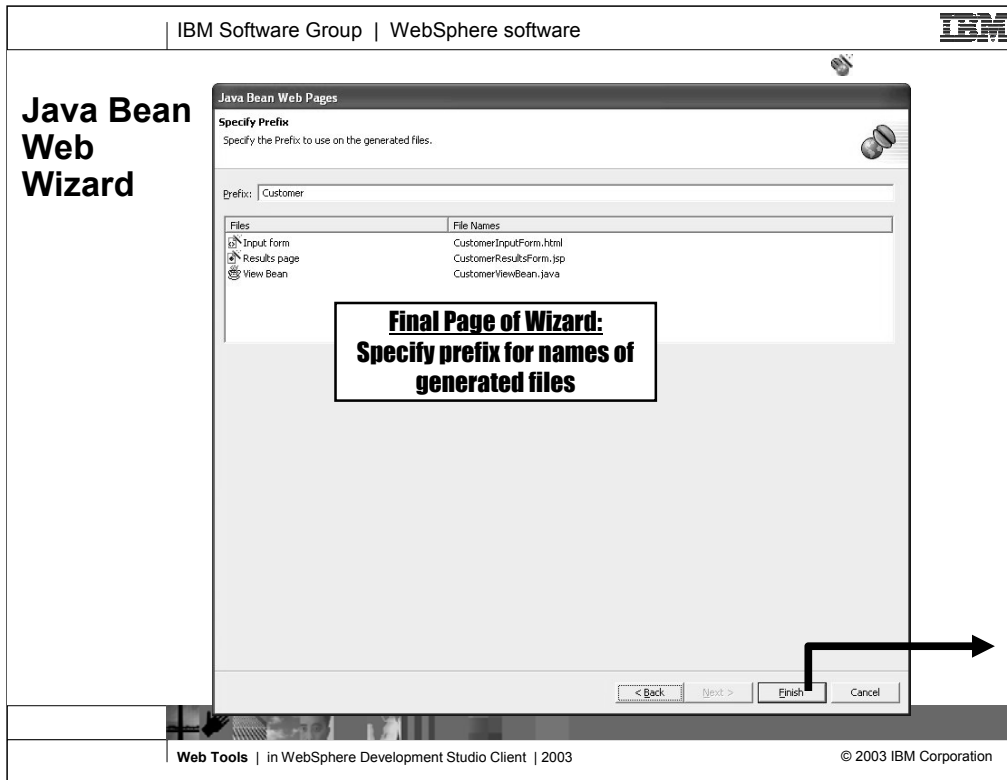 IBM Software Group | WebSphere software
IBM
Java Bean
Web
Wizard
Java Bean Web Pages
Specify Prefix
Specify the Prefix to use on the generated files.
Prefix: Customer
Files File Names
Input form CustomerInputForm.html
Results page CustomerResultsForm.jsp
View Bean CustomerViewBean.java
Final Page of Wizard:
Specify prefix for names of
generated files
< Back Next > Finish Cancel
Web Tools | in WebSphere Development Studio Client | 2003
© 2003 IBM Corporation